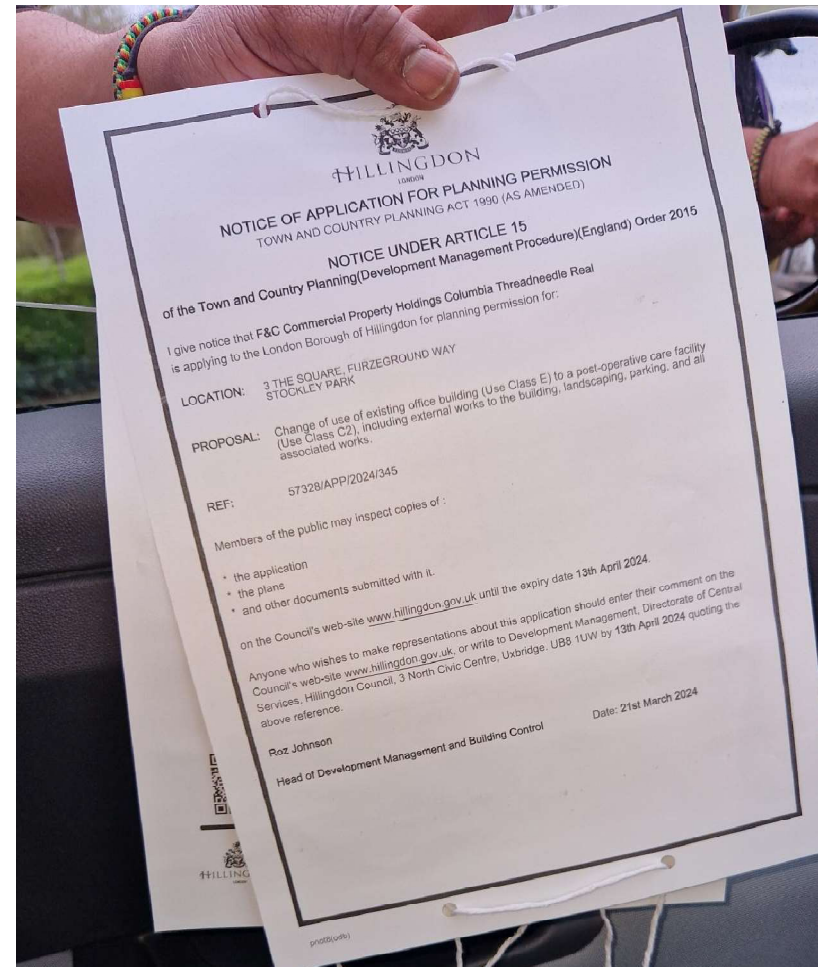 HILLINGDON
LONDON
NOTICE OF APPLICATION FOR PLANNING PERMISSION
TOWN AND COUNTRY PLANNING ACT 1990 (AS AMENDED)
NOTICE UNDER ARTICLE 15
of the Town and Country Planning(Development Management Procedure)(England) Order 2015
I give notice that F&C Commercial Property Holdings Columbia Threadneedle Real
is applying to the London Borough of Hillingdon for planning permission for:
LOCATION: 3 THE SQUARE, FURZEGROUND WAY
STOCKLEY PARK
PROPOSAL: Change of use of existing office building (Use Class E) to a post-operative care facility
(Use Class C2), including external works to the building, landscaping, parking, and all
associated works.
REF: 57328/APP/2024/345
Members of the public may inspect copies of :
• the application
• the plans
• and other documents submitted with it.
on the Council's web-site www.hillingdon.gov.uk until the expiry date 13th April 2024.
Anyone who wishes to make representations about this application should enter their comment on the
Council's web-site www.hillingdon.gov.uk, or write to Development Management, Directorate of Central
Services, Hillingdon Council, 3 North Civic Centre, Uxbridge. UB8 1UW by 13th April 2024 quoting the
above reference.
Roz Johnson
Head of Development Management and Building Control
Date: 21st March 2024
HILLING